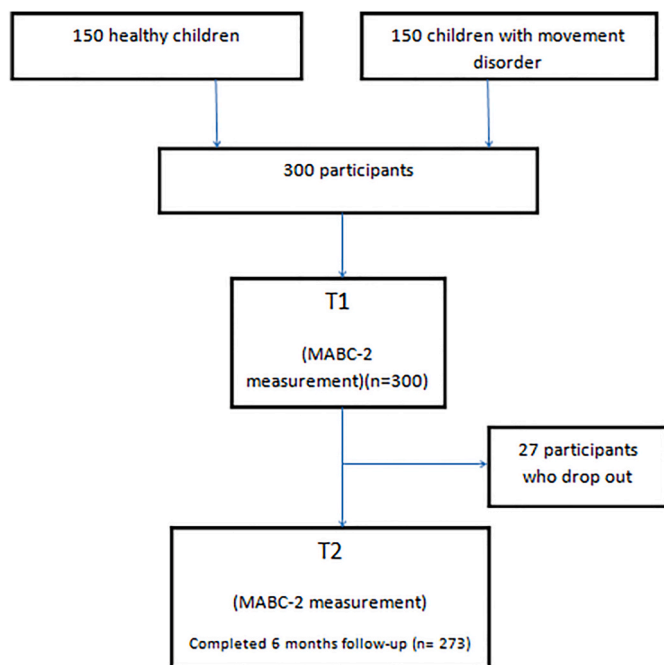 150 healthy children
150 children with movement
disorder
300 participants
T1
(MABC-2
measurement)(n=300)
27 participants
who drop out
T2
(MABC-2 measurement)
Completed 6 months follow-up (n= 273)